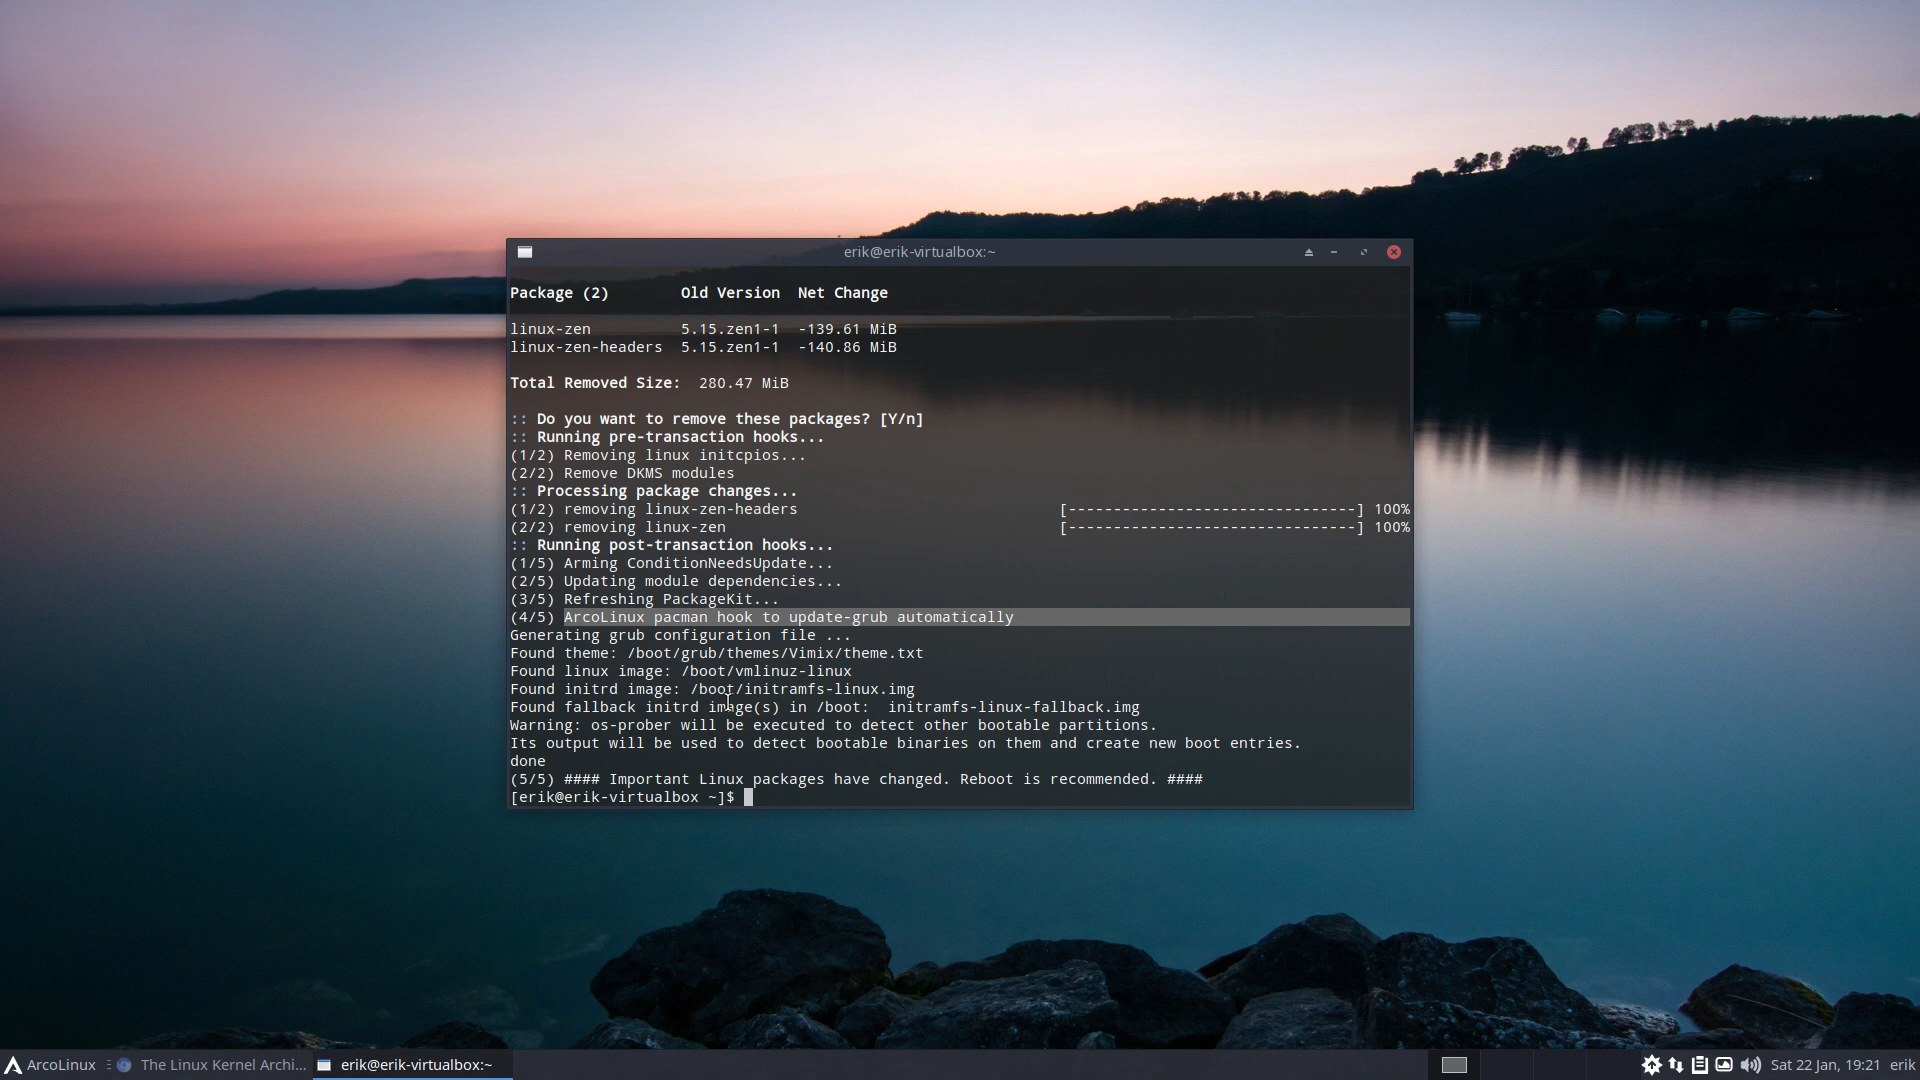 erik@erik-virtualbox:~
Package (2)        Old Version  Net Change
linux-zen          5.15.zen1-1  -139.61 MiB
linux-zen-headers  5.15.zen1-1  -140.86 MiB
Total Removed Size:  280.47 MiB
:: Do you want to remove these packages? [Y/n]
:: Running pre-transaction hooks...
(1/2) Removing linux initcpios...
(2/2) Remove DKMS modules
:: Processing package changes...
(1/2) removing linux-zen-headers                             [--------------------------------] 100%
(2/2) removing linux-zen                                     [--------------------------------] 100%
:: Running post-transaction hooks...
(1/5) Arming ConditionNeedsUpdate...
(2/5) Updating module dependencies...
(3/5) Refreshing PackageKit...
(4/5) ArcoLinux pacman hook to update-grub automatically
Generating grub configuration file ...
Found theme: /boot/grub/themes/Vimix/theme.txt
Found linux image: /boot/vmlinuz-linux
Found initrd image: /boot/initramfs-linux.img
Found fallback initrd image(s) in /boot:  initramfs-linux-fallback.img
Warning: os-prober will be executed to detect other bootable partitions.
Its output will be used to detect bootable binaries on them and create new boot entries.
done
(5/5) #### Important Linux packages have changed. Reboot is recommended. ####
[erik@erik-virtualbox ~]$
ArcoLinux The Linux Kernel Archi... erik@erik-virtualbox:~ Sat 22 Jan, 19:21 erik